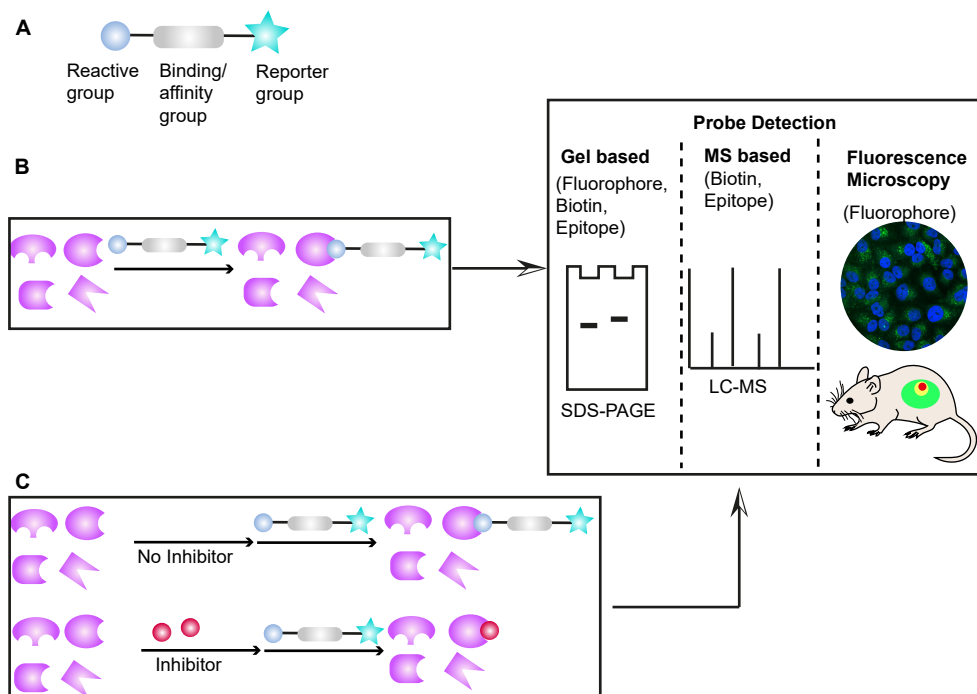 A
Reactive
group
Binding/
affinity
group
Reporter
group
B
Probe Detection
Gel based
(Fluorophore,
Biotin,
Epitope)
SDS-PAGE
MS based
(Biotin,
Epitope)
LC-MS
Fluorescence
Microscopy
(Fluorophore)
C
No Inhibitor
Inhibitor